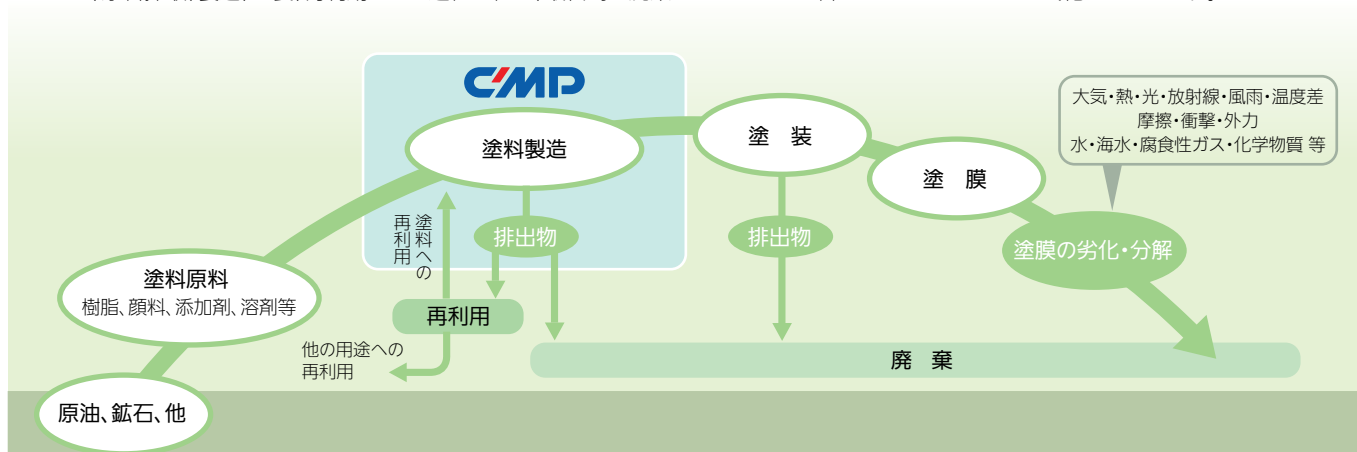 CMP
塗料製造
塗 装
塗 膜
大気・熱・光・放射線・風雨・温度差
摩擦・衝撃・外力
水・海水・腐食性ガス・化学物質 等
塗料への
再利用
排出物
排出物
塗膜の劣化・分解
塗料原料
樹脂、顔料、添加剤、溶剤等
再利用
他の用途への
再利用
廃 棄
原油、鉱石、他